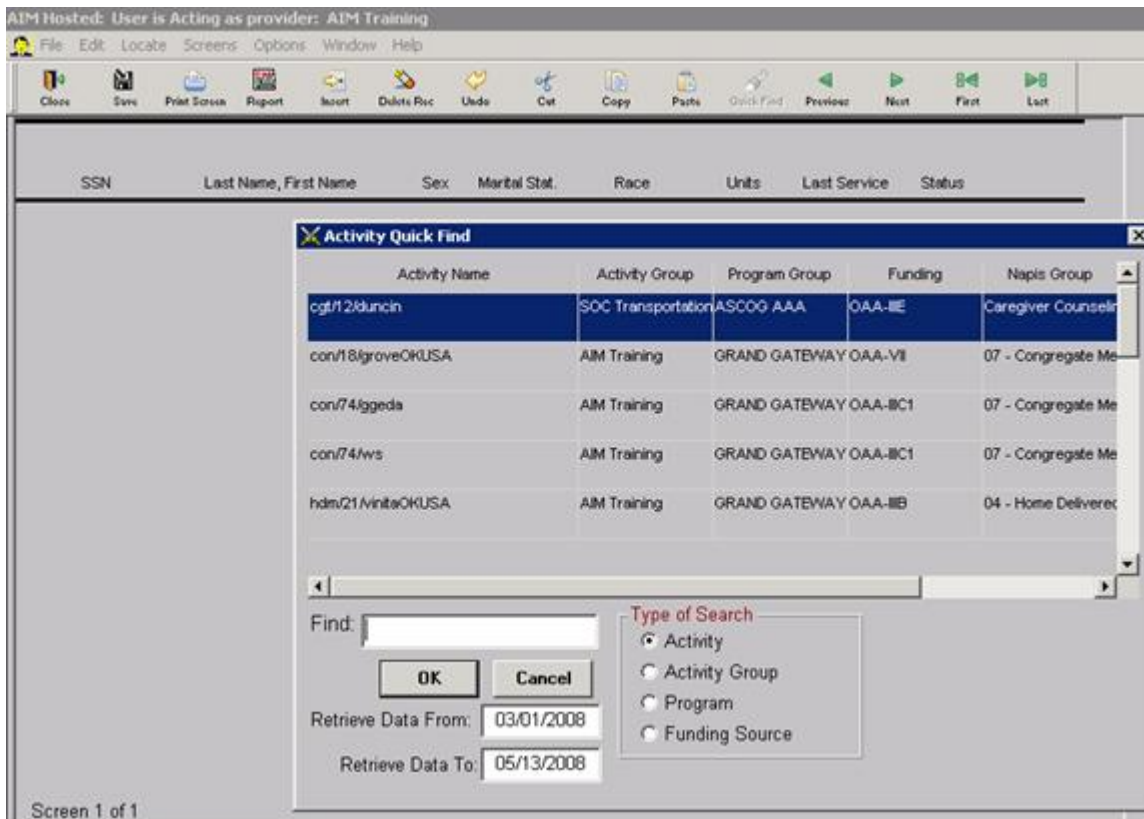 AIM Hosted: User is Acting as provider: AIM Training
File Edit Locate Screens Options Window Help
Close Save Print Screen Report Insert Delete Rec Undo Cut Copy Paste Quick Find Previous Next First Last
SSN Last Name, First Name Sex Marital Stat. Race Units Last Service Status
Activity Quick Find
Activity Name Activity Group Program Group Funding Napis Group
cgt/12/duncin SOC Transportation ASCOG AAA OAA-IIIE Caregiver Counselin
con/18/groveOKUSA AIM Training GRAND GATEWAY OAA-VII 07 - Congregate Me
con/74/ggeda AIM Training GRAND GATEWAY OAA-IIIC1 07 - Congregate Me
con/74/ws AIM Training GRAND GATEWAY OAA-IIIC1 07 - Congregate Me
hdm/21/vinitaOKUSA AIM Training GRAND GATEWAY OAA-IIIB 04 - Home Delivered
Find:
Type of Search
Activity
OK Cancel
Activity Group
Program
Retrieve Data From: 03/01/2008
Funding Source
Retrieve Data To: 05/13/2008
Screen 1 of 1